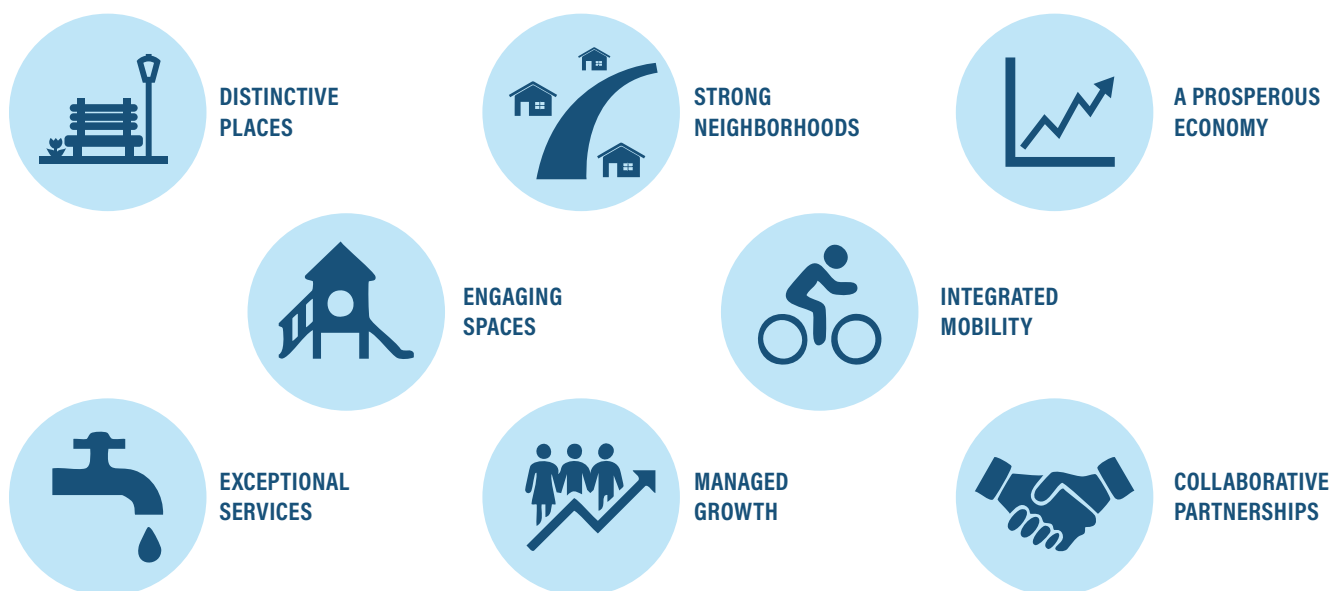 DISTINCTIVE
PLACES
STRONG
NEIGHBORHOODS
A PROSPEROUS
ECONOMY
ENGAGING
SPACES
INTEGRATED
MOBILITY
EXCEPTIONAL
SERVICES
MANAGED
GROWTH
COLLABORATIVE
PARTNERSHIPS